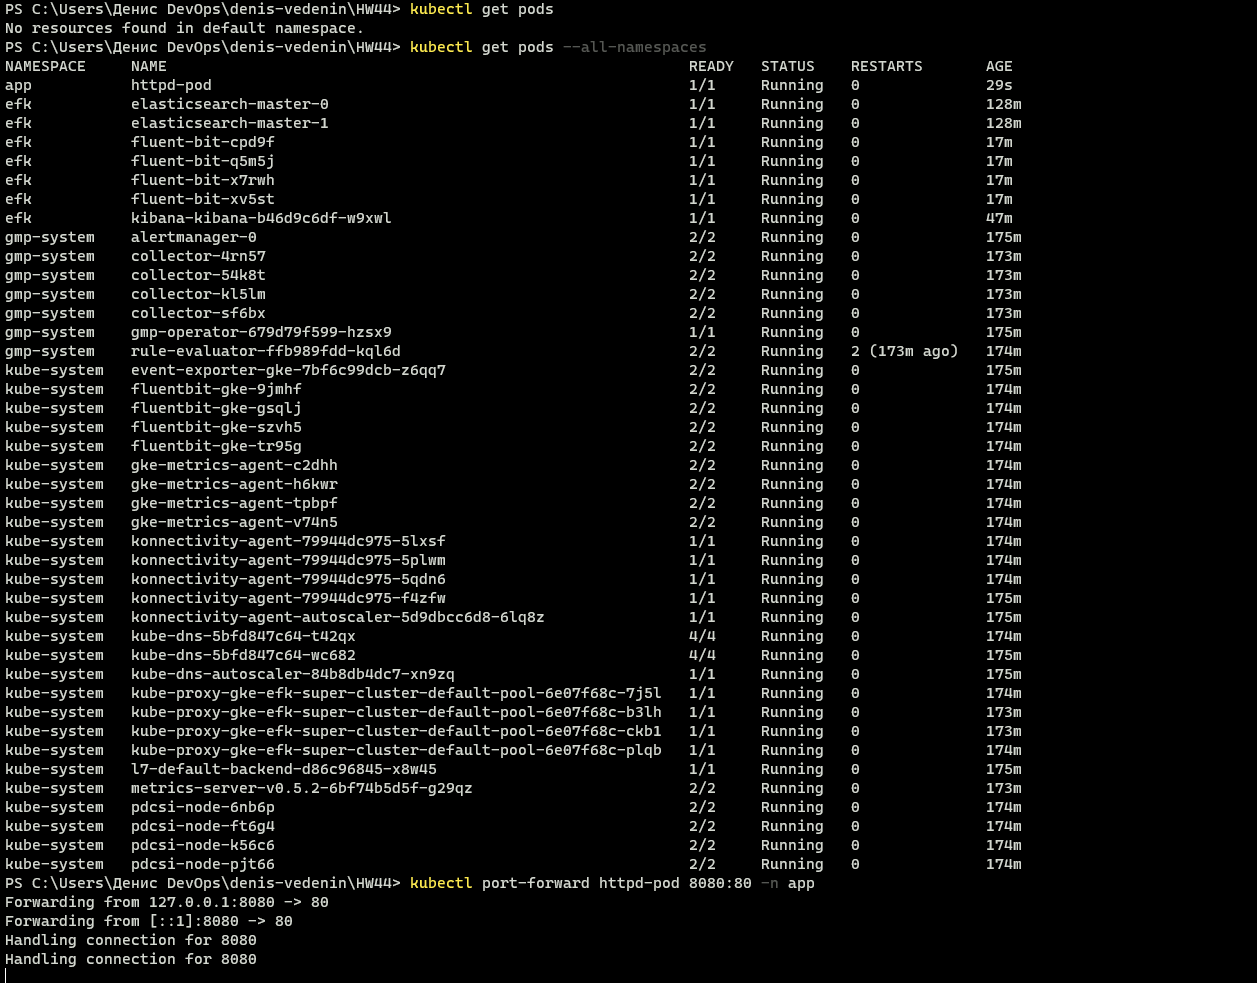 PS C:\Users\Денис DevOps\denis-vedenin\HW44> kubectl get pods
No resources found in default namespace.
PS C:\Users\Денис DevOps\denis-vedenin\HW44> kubectl get pods --all-namespaces
NAMESPACE NAME READY STATUS RESTARTS AGE
app httpd-pod 1/1 Running 0 29s
efk elasticsearch-master-0 1/1 Running 0 128m
efk elasticsearch-master-1 1/1 Running 0 128m
efk fluent-bit-cpd9f 1/1 Running 0 17m
efk fluent-bit-q5m5j 1/1 Running 0 17m
efk fluent-bit-x7rwh 1/1 Running 0 17m
efk fluent-bit-xv5st 1/1 Running 0 17m
efk kibana-kibana-b46d9c6df-w9xwl 1/1 Running 0 47m
gmp-system alertmanager-0 2/2 Running 0 175m
gmp-system collector-4rn57 2/2 Running 0 173m
gmp-system collector-54k8t 2/2 Running 0 173m
gmp-system collector-kl5lm 2/2 Running 0 173m
gmp-system collector-sf6bx 2/2 Running 0 173m
gmp-system gmp-operator-679d79f599-hzsx9 1/1 Running 0 175m
gmp-system rule-evaluator-ffb989fdd-kql6d 2/2 Running 2 (173m ago) 174m
kube-system event-exporter-gke-7bf6c99dcb-z6qq7 2/2 Running 0 175m
kube-system fluentbit-gke-9jmhf 2/2 Running 0 174m
kube-system fluentbit-gke-gsqlj 2/2 Running 0 174m
kube-system fluentbit-gke-szvh5 2/2 Running 0 174m
kube-system fluentbit-gke-tr95g 2/2 Running 0 174m
kube-system gke-metrics-agent-c2dhh 2/2 Running 0 174m
kube-system gke-metrics-agent-h6kwr 2/2 Running 0 174m
kube-system gke-metrics-agent-tpbpf 2/2 Running 0 174m
kube-system gke-metrics-agent-v74n5 2/2 Running 0 174m
kube-system konnectivity-agent-79944dc975-5lxsf 1/1 Running 0 174m
kube-system konnectivity-agent-79944dc975-5plwm 1/1 Running 0 174m
kube-system konnectivity-agent-79944dc975-5qdn6 1/1 Running 0 174m
kube-system konnectivity-agent-79944dc975-f4zfw 1/1 Running 0 175m
kube-system konnectivity-agent-autoscaler-5d9dbcc6d8-6lq8z 1/1 Running 0 175m
kube-system kube-dns-5bfd847c64-t42qx 4/4 Running 0 174m
kube-system kube-dns-5bfd847c64-wc682 4/4 Running 0 175m
kube-system kube-dns-autoscaler-84b8db4dc7-xn9zq 1/1 Running 0 175m
kube-system kube-proxy-gke-efk-super-cluster-default-pool-6e07f68c-7j5l 1/1 Running 0 174m
kube-system kube-proxy-gke-efk-super-cluster-default-pool-6e07f68c-b3lh 1/1 Running 0 173m
kube-system kube-proxy-gke-efk-super-cluster-default-pool-6e07f68c-ckb1 1/1 Running 0 173m
kube-system kube-proxy-gke-efk-super-cluster-default-pool-6e07f68c-plqb 1/1 Running 0 174m
kube-system l7-default-backend-d86c96845-x8w45 1/1 Running 0 175m
kube-system metrics-server-v0.5.2-6bf74b5d5f-g29qz 2/2 Running 0 173m
kube-system pdcsi-node-6nb6p 2/2 Running 0 174m
kube-system pdcsi-node-ft6g4 2/2 Running 0 174m
kube-system pdcsi-node-k56c6 2/2 Running 0 174m
kube-system pdcsi-node-pjt66 2/2 Running 0 174m
PS C:\Users\Денис DevOps\denis-vedenin\HW44> kubectl port-forward httpd-pod 8080:80 -n app
Forwarding from 127.0.0.1:8080 -> 80
Forwarding from [::1]:8080 -> 80
Handling connection for 8080
Handling connection for 8080